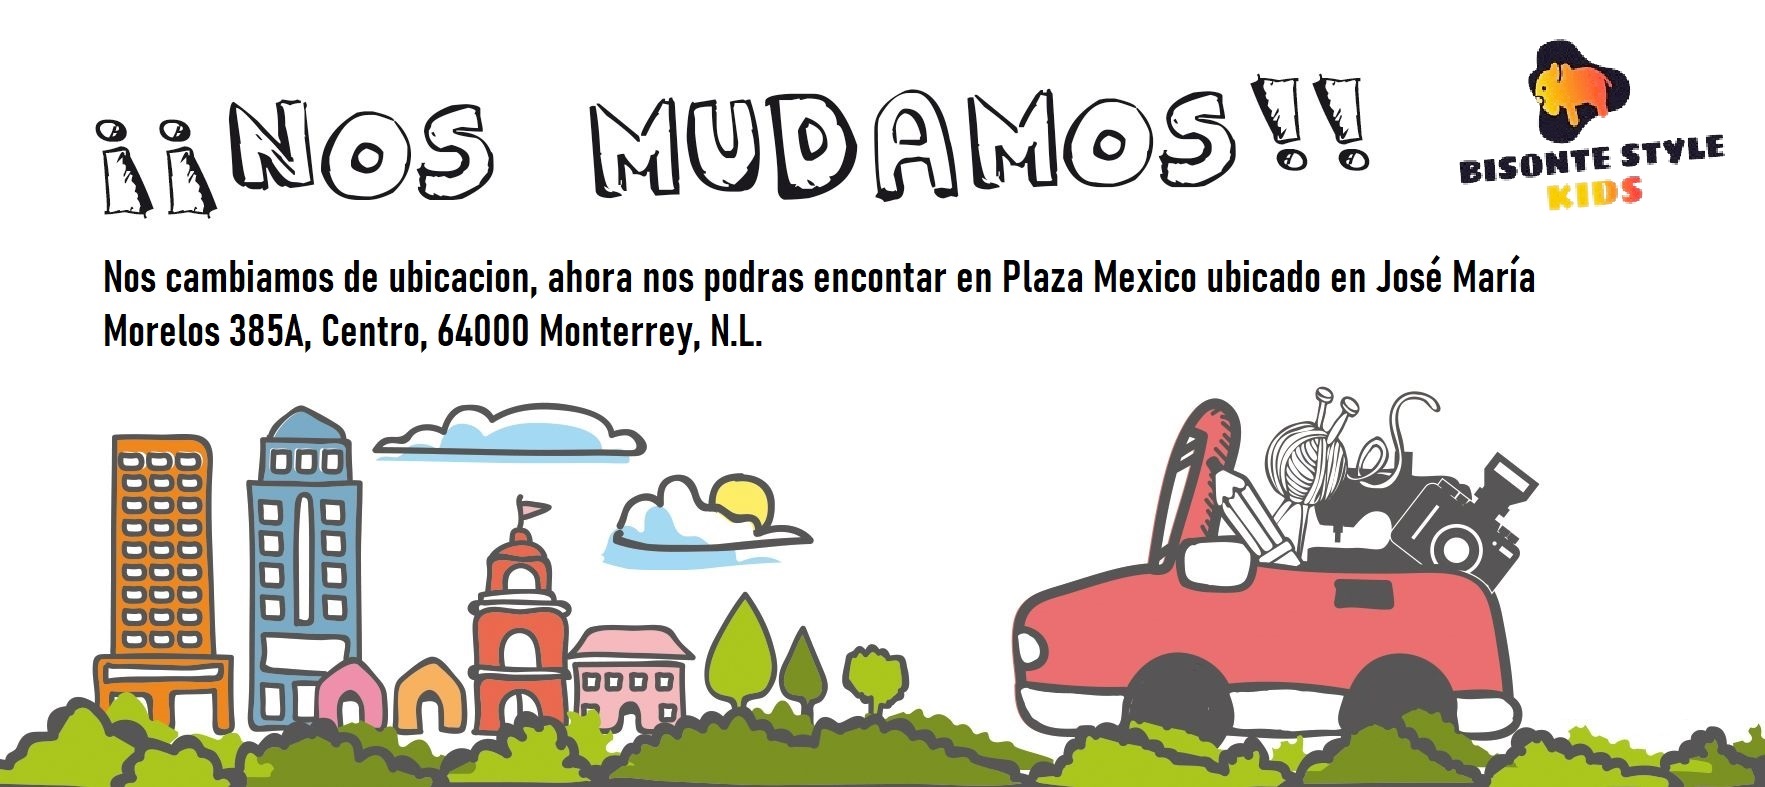 ¡¡NOS MUDAMOS!!
BISONTE STYLE
KIDS
Nos cambiamos de ubicacion, ahora nos podras encontar en Plaza Mexico ubicado en José María
Morelos 385A, Centro, 64000 Monterrey, N.L.